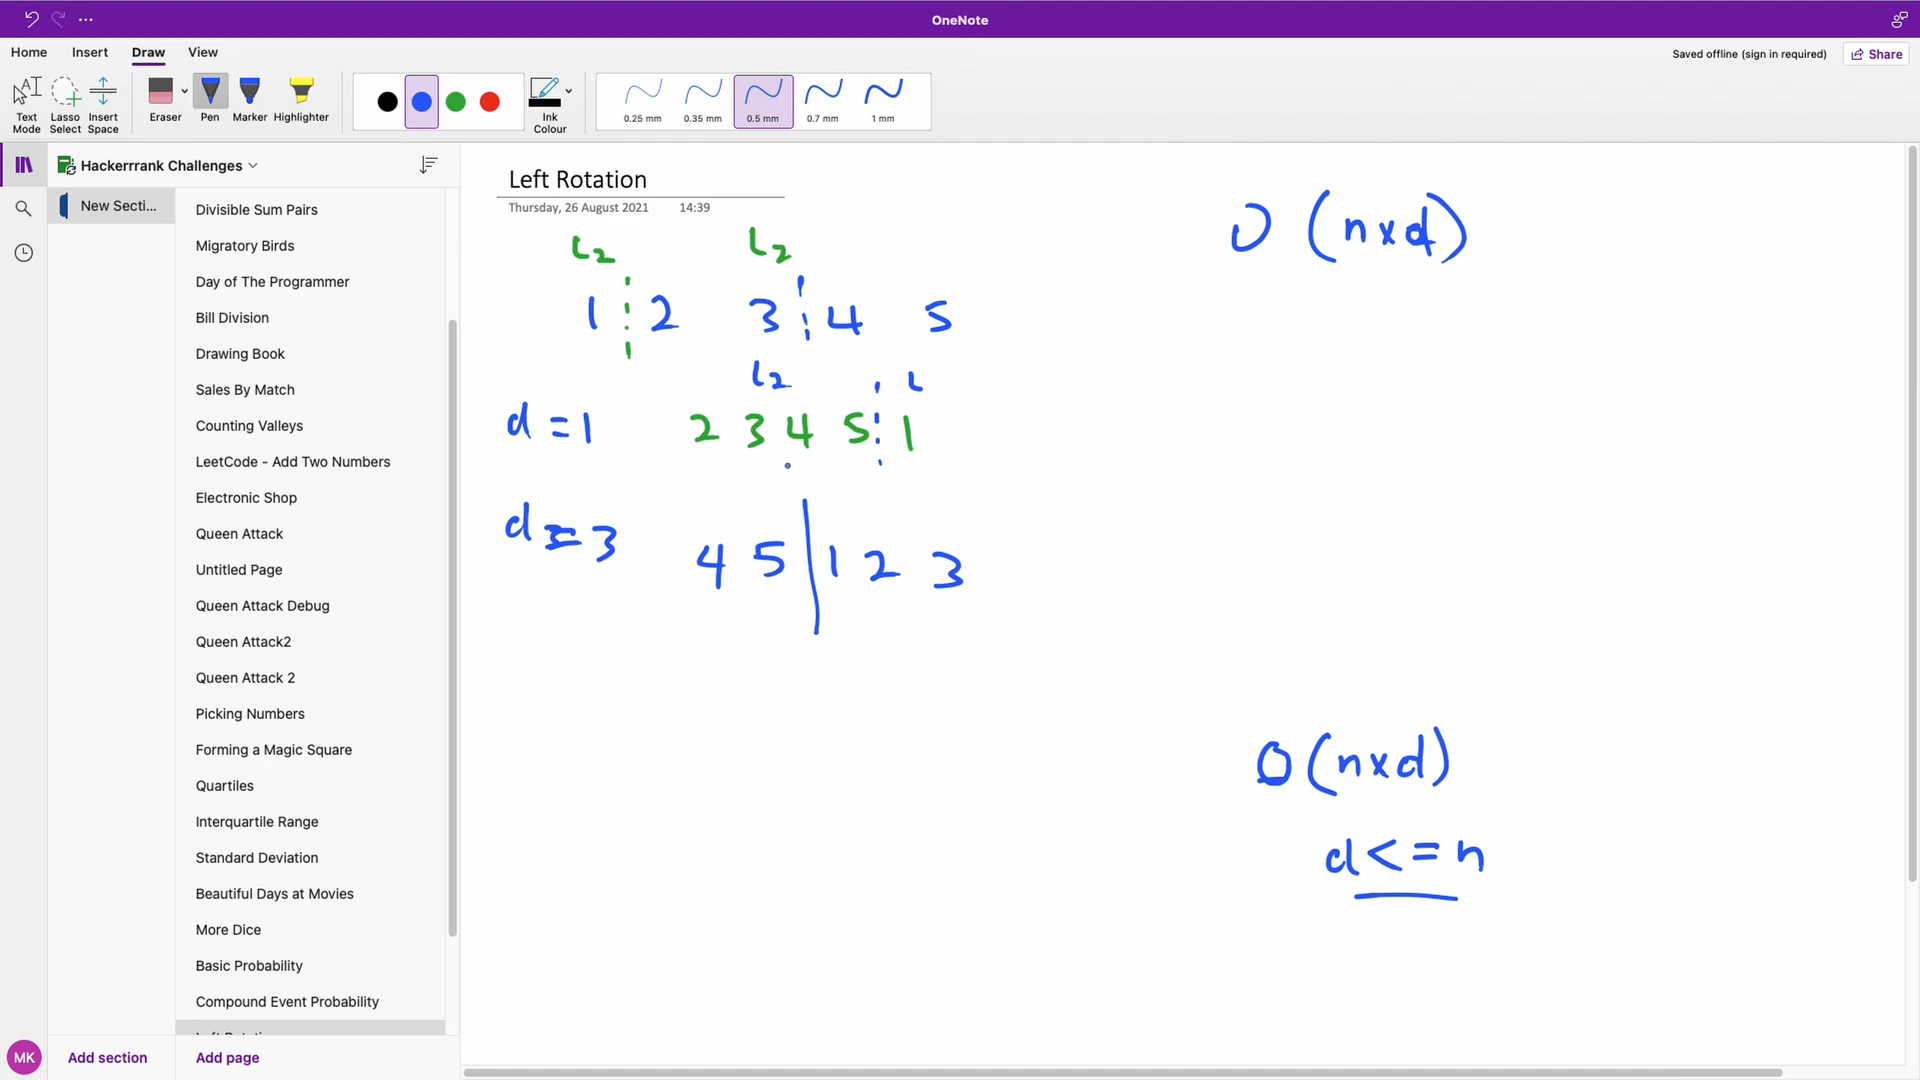 OneNote
Home Insert Draw View
Saved offline (sign in required) Share
Text Mode
Lasso Select
Insert Space
Eraser
Pen
Marker
Highlighter
Ink Colour
0.25 mm
0.35 mm
0.5 mm
0.7 mm
1 mm
Hackerrrank Challenges
New Secti...
Divisible Sum Pairs
Migratory Birds
Day of The Programmer
Bill Division
Drawing Book
Sales By Match
Counting Valleys
LeetCode - Add Two Numbers
Electronic Shop
Queen Attack
Untitled Page
Queen Attack Debug
Queen Attack2
Queen Attack 2
Picking Numbers
Forming a Magic Square
Quartiles
Interquartile Range
Standard Deviation
Beautiful Days at Movies
More Dice
Basic Probability
Compound Event Probability
MK
Add section
Add page
Left Rotation
Thursday, 26 August 2021 14:39
L2 L2
1 2 3 4 5
L2 L
d = 1 2 3 4 5 1
d = 3 4 5 1 2 3
O (n x d)
O (n x d)
d < = n